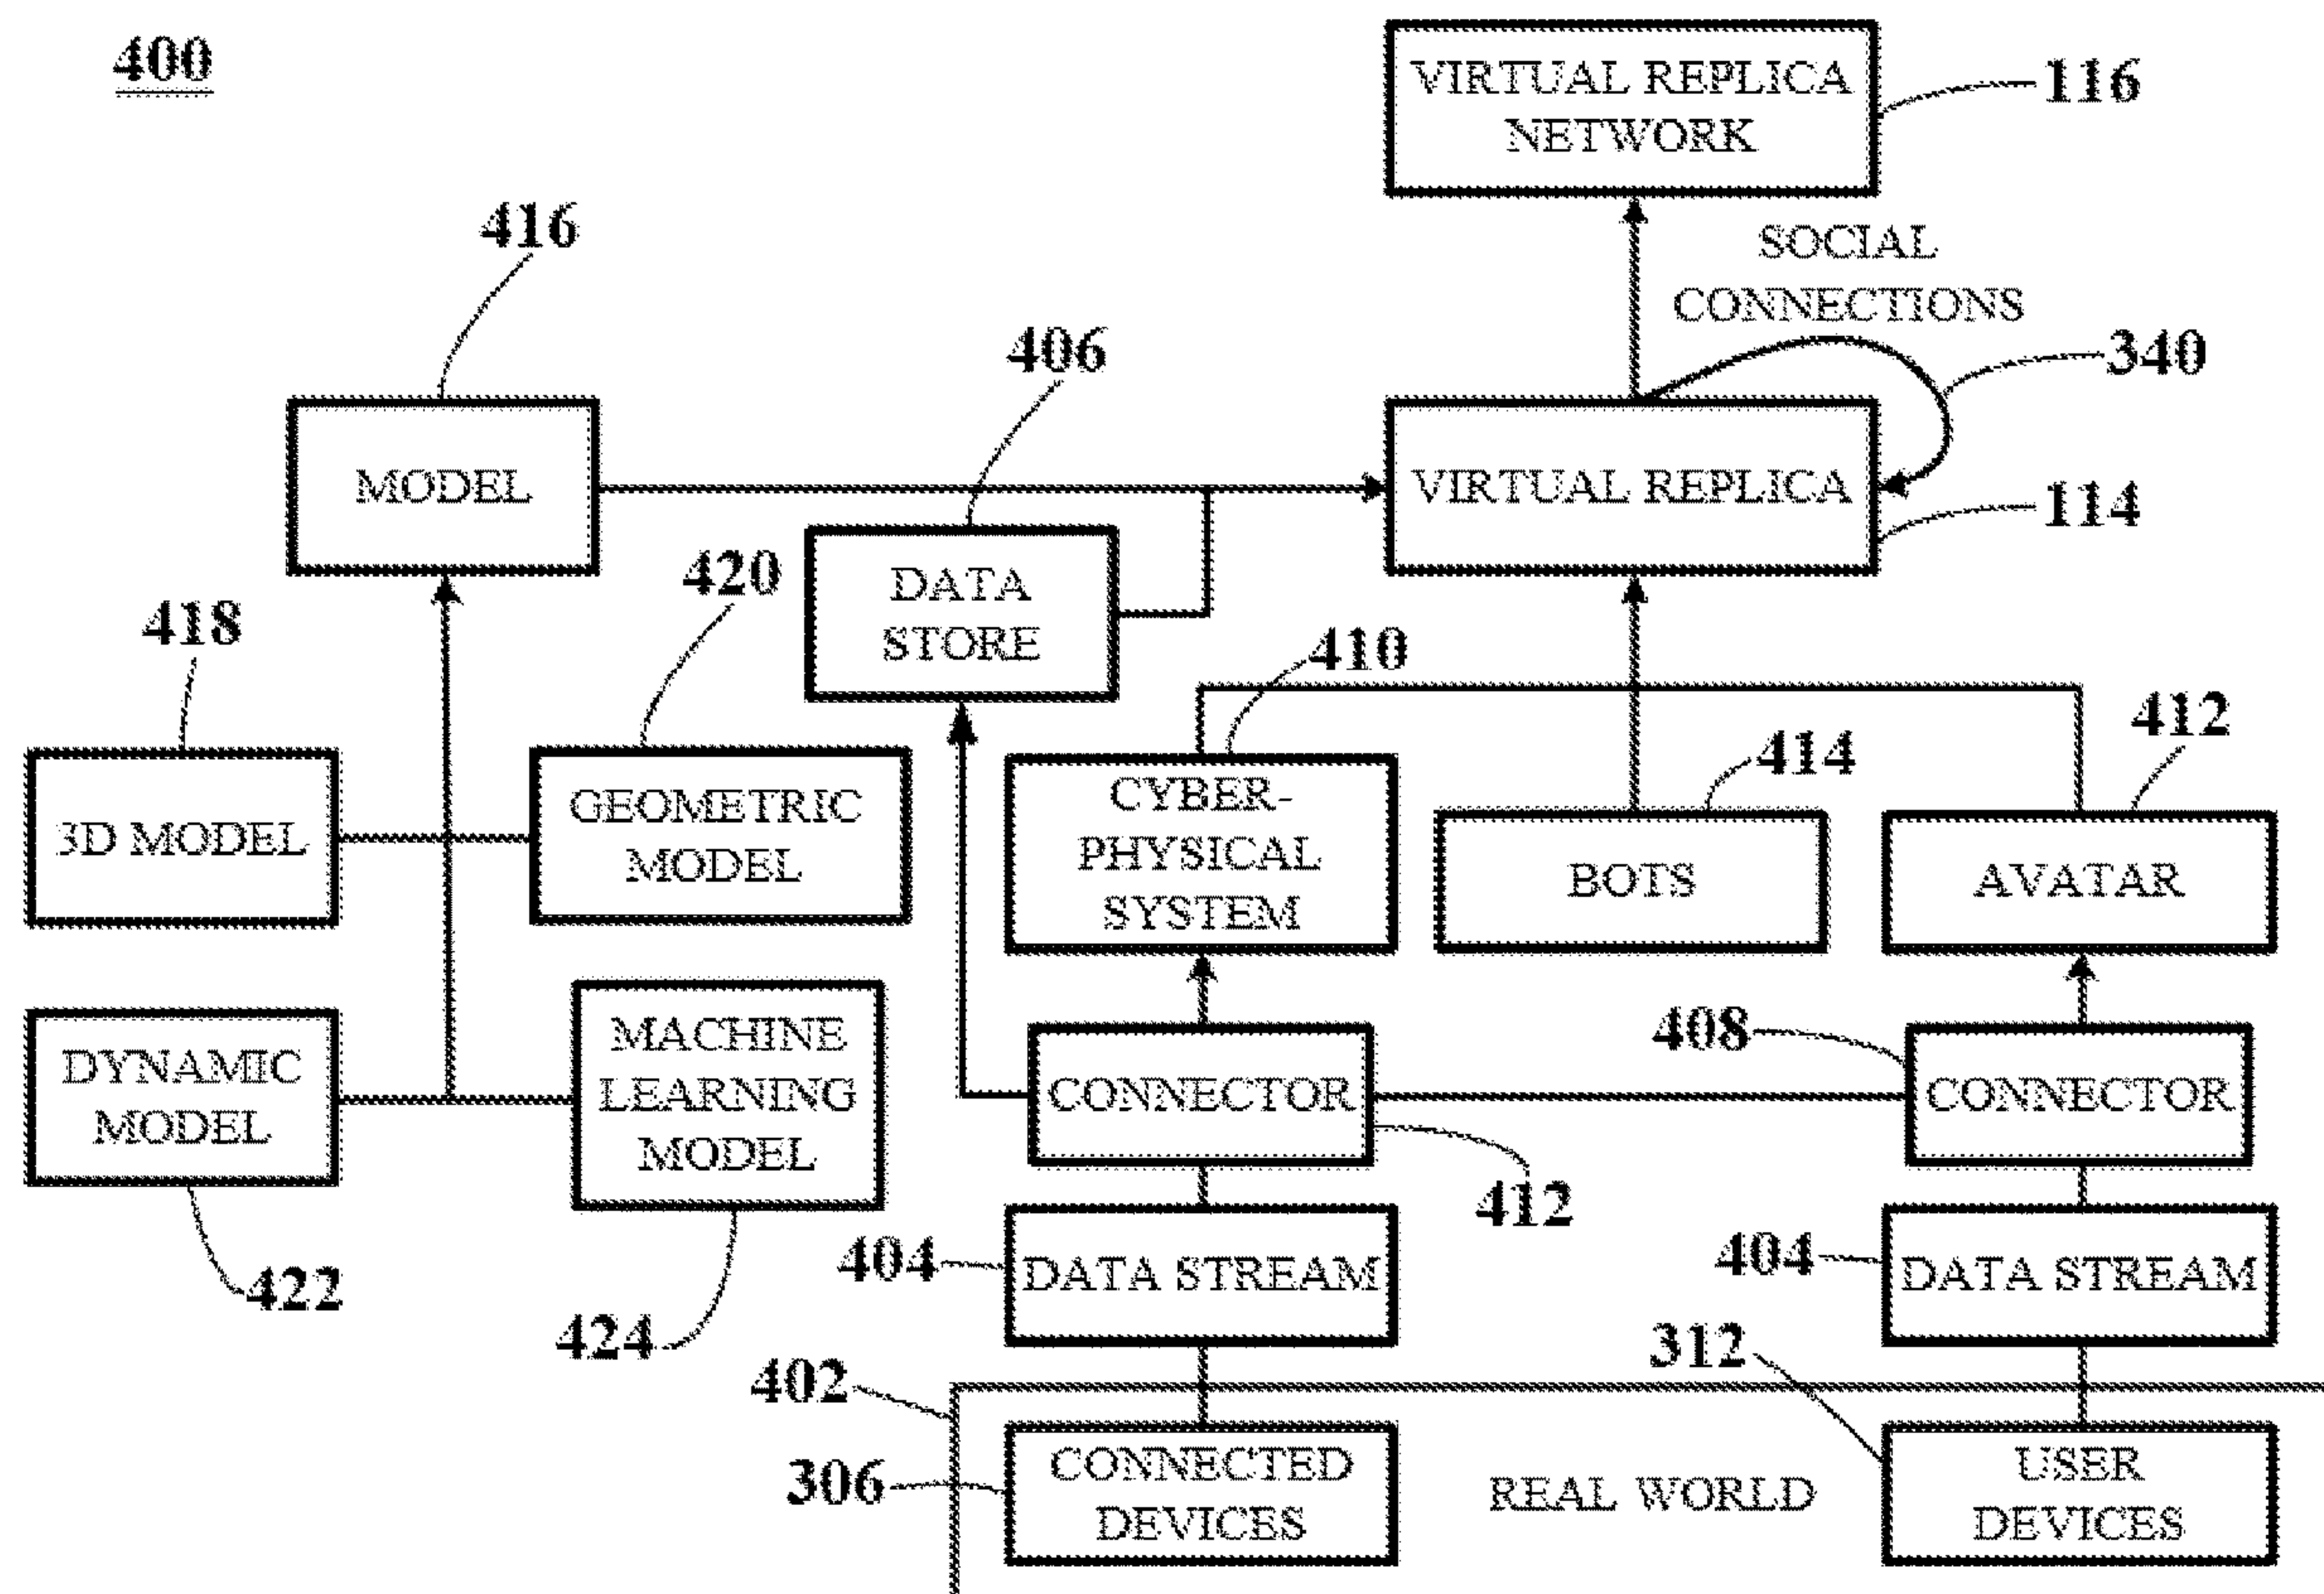 400
VIRTUAL REPLICA
NETWORK
116
SOCIAL
CONNECTIONS
340
416
406
MODEL
VIRTUAL REPLICA
114
DATA
STORE
420
418
410
412
414
3D MODEL
GEOMETRIC
MODEL
CYBER-
PHYSICAL
SYSTEM
BOTS
AVATAR
408
DYNAMIC
MODEL
MACHINE
LEARNING
MODEL
CONNECTOR
CONNECTOR
412
422
424
404
DATA STREAM
404
DATA STREAM
402
312
306
CONNECTED
DEVICES
REAL WORLD
USER
DEVICES